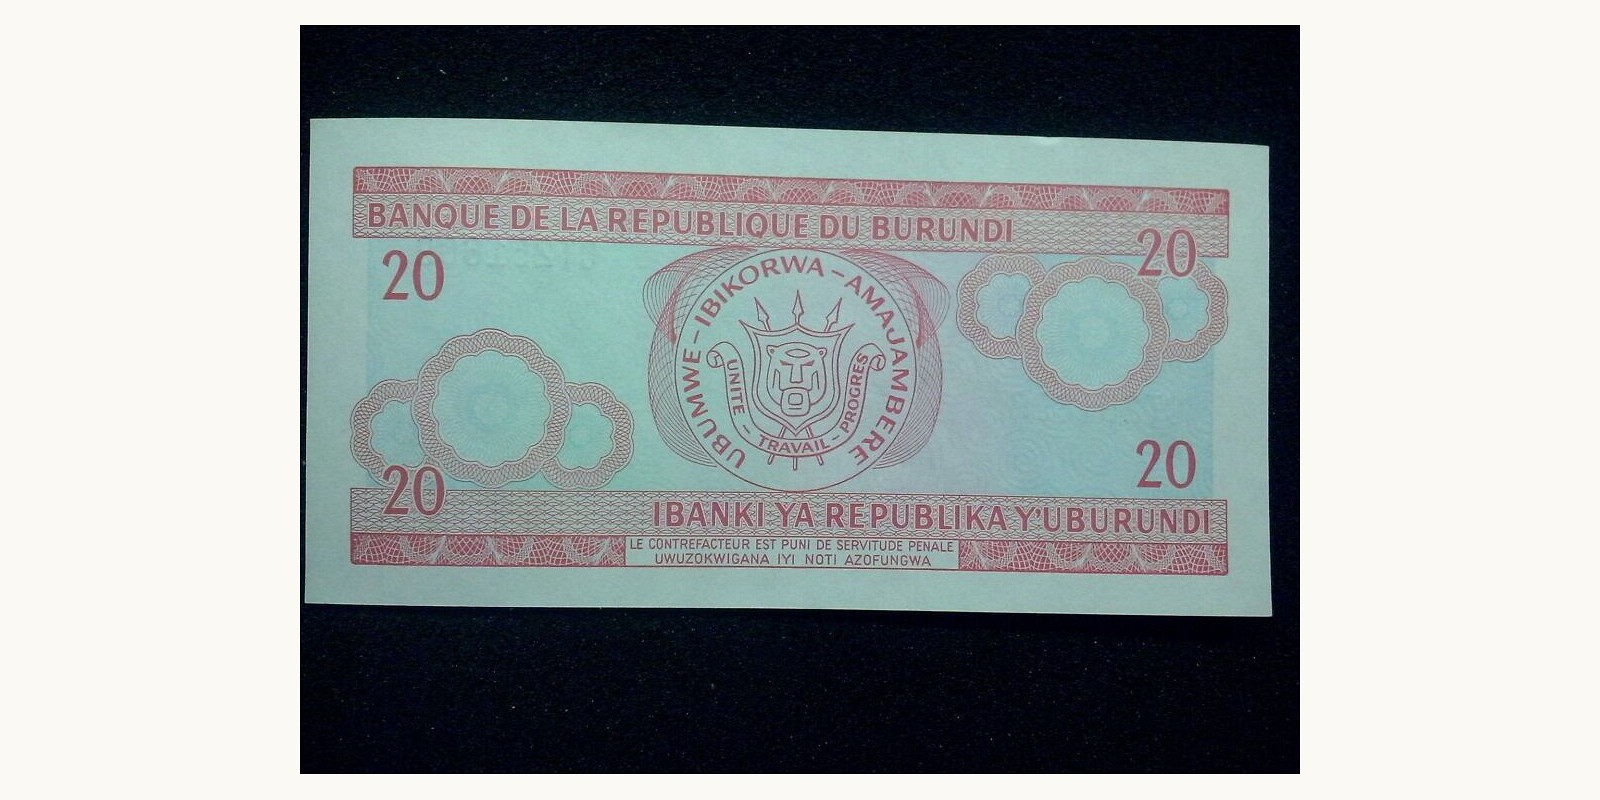 BANQUE DE LA REPUBLIQUE DU BURUNDI
20
20
UBUMWE-IBIKORWA-AMAJAMBERE
UNITE - TRAVAIL - PROGRES
20
20
IBANKI YA REPUBLIKA Y'UBURUNDI
LE CONTREFACTEUR EST PUNI DE SERVITUDE PENALE
UWUZOKWIGANA IYI NOTI AZOFUNGWA